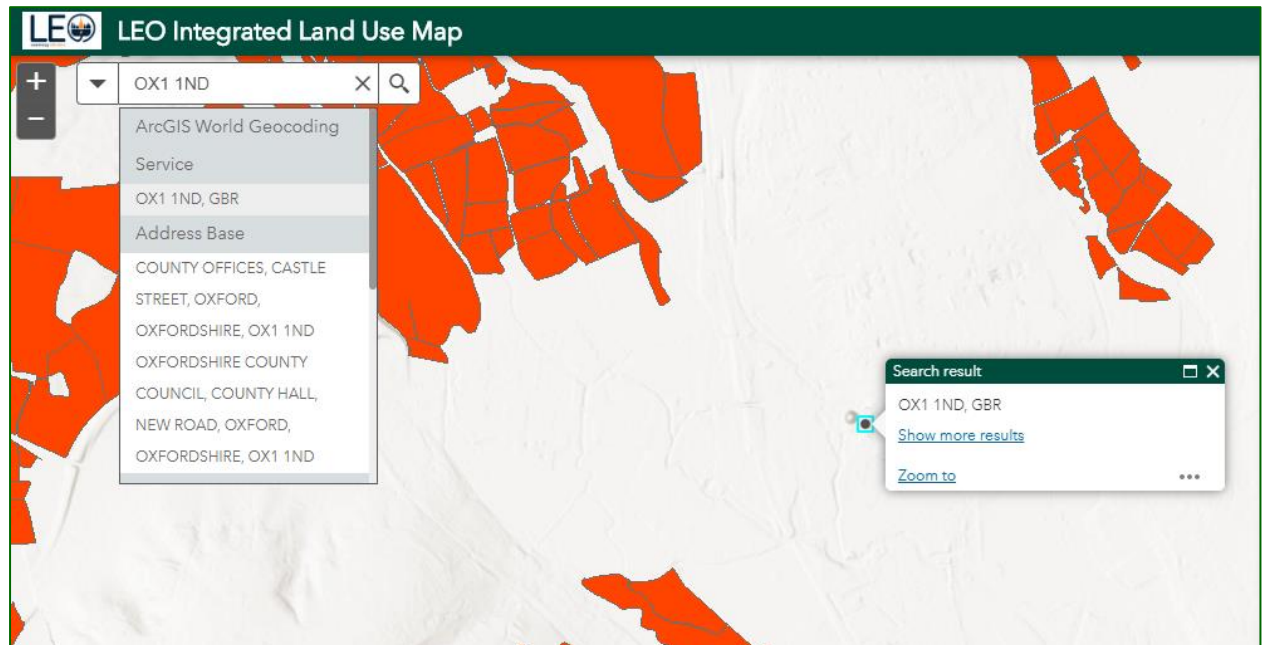 LEO
LEO Integrated Land Use Map
+
−
OX1 1ND
ArcGIS World Geocoding
Service
OX1 1ND, GBR
Address Base
COUNTY OFFICES, CASTLE
STREET, OXFORD,
OXFORDSHIRE, OX1 1ND
OXFORDSHIRE COUNTY
COUNCIL, COUNTY HALL,
NEW ROAD, OXFORD,
OXFORDSHIRE, OX1 1ND
Search result
OX1 1ND, GBR
Show more results
Zoom to
•••